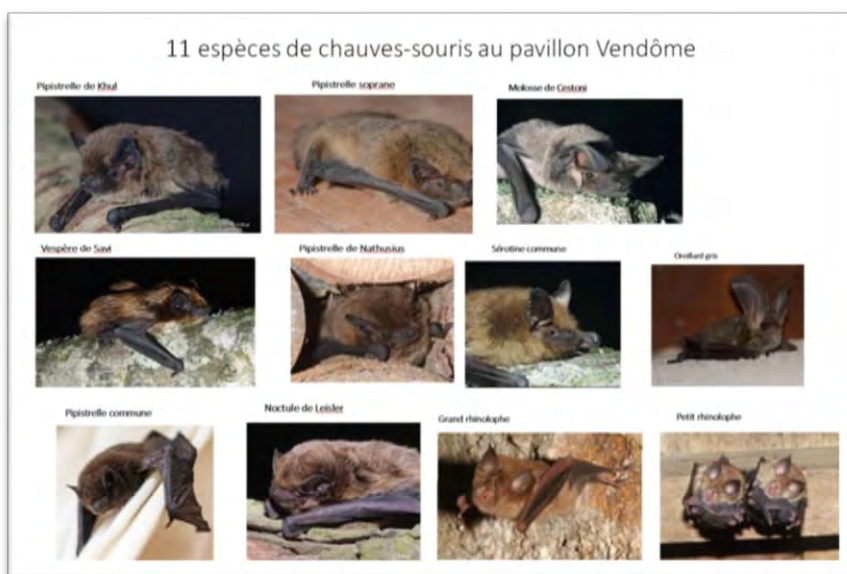 11 espèces de chauves-souris au pavillon Vendôme
Pipistrelle de Khul
Pipistrelle soprane
Molosse de Cestoni
Vespère de Savi
Pipistrelle de Nathusius
Sérotine commune
Oreillard gris
Pipistrelle commune
Noctule de Leisler
Grand rhinolophe
Petit rhinolophe